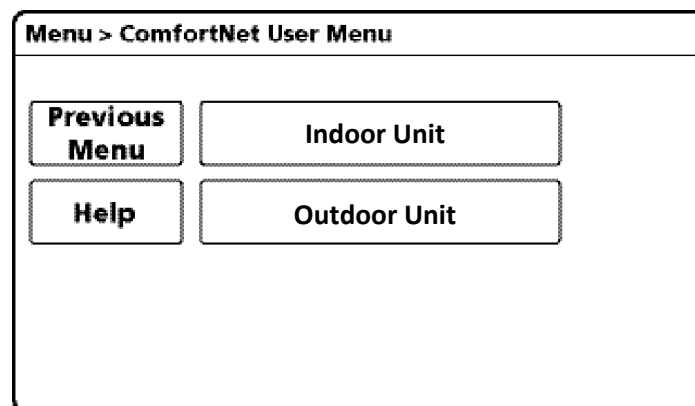 Menu > ComfortNet User Menu
Previous
Menu
Indoor Unit
Help
Outdoor Unit